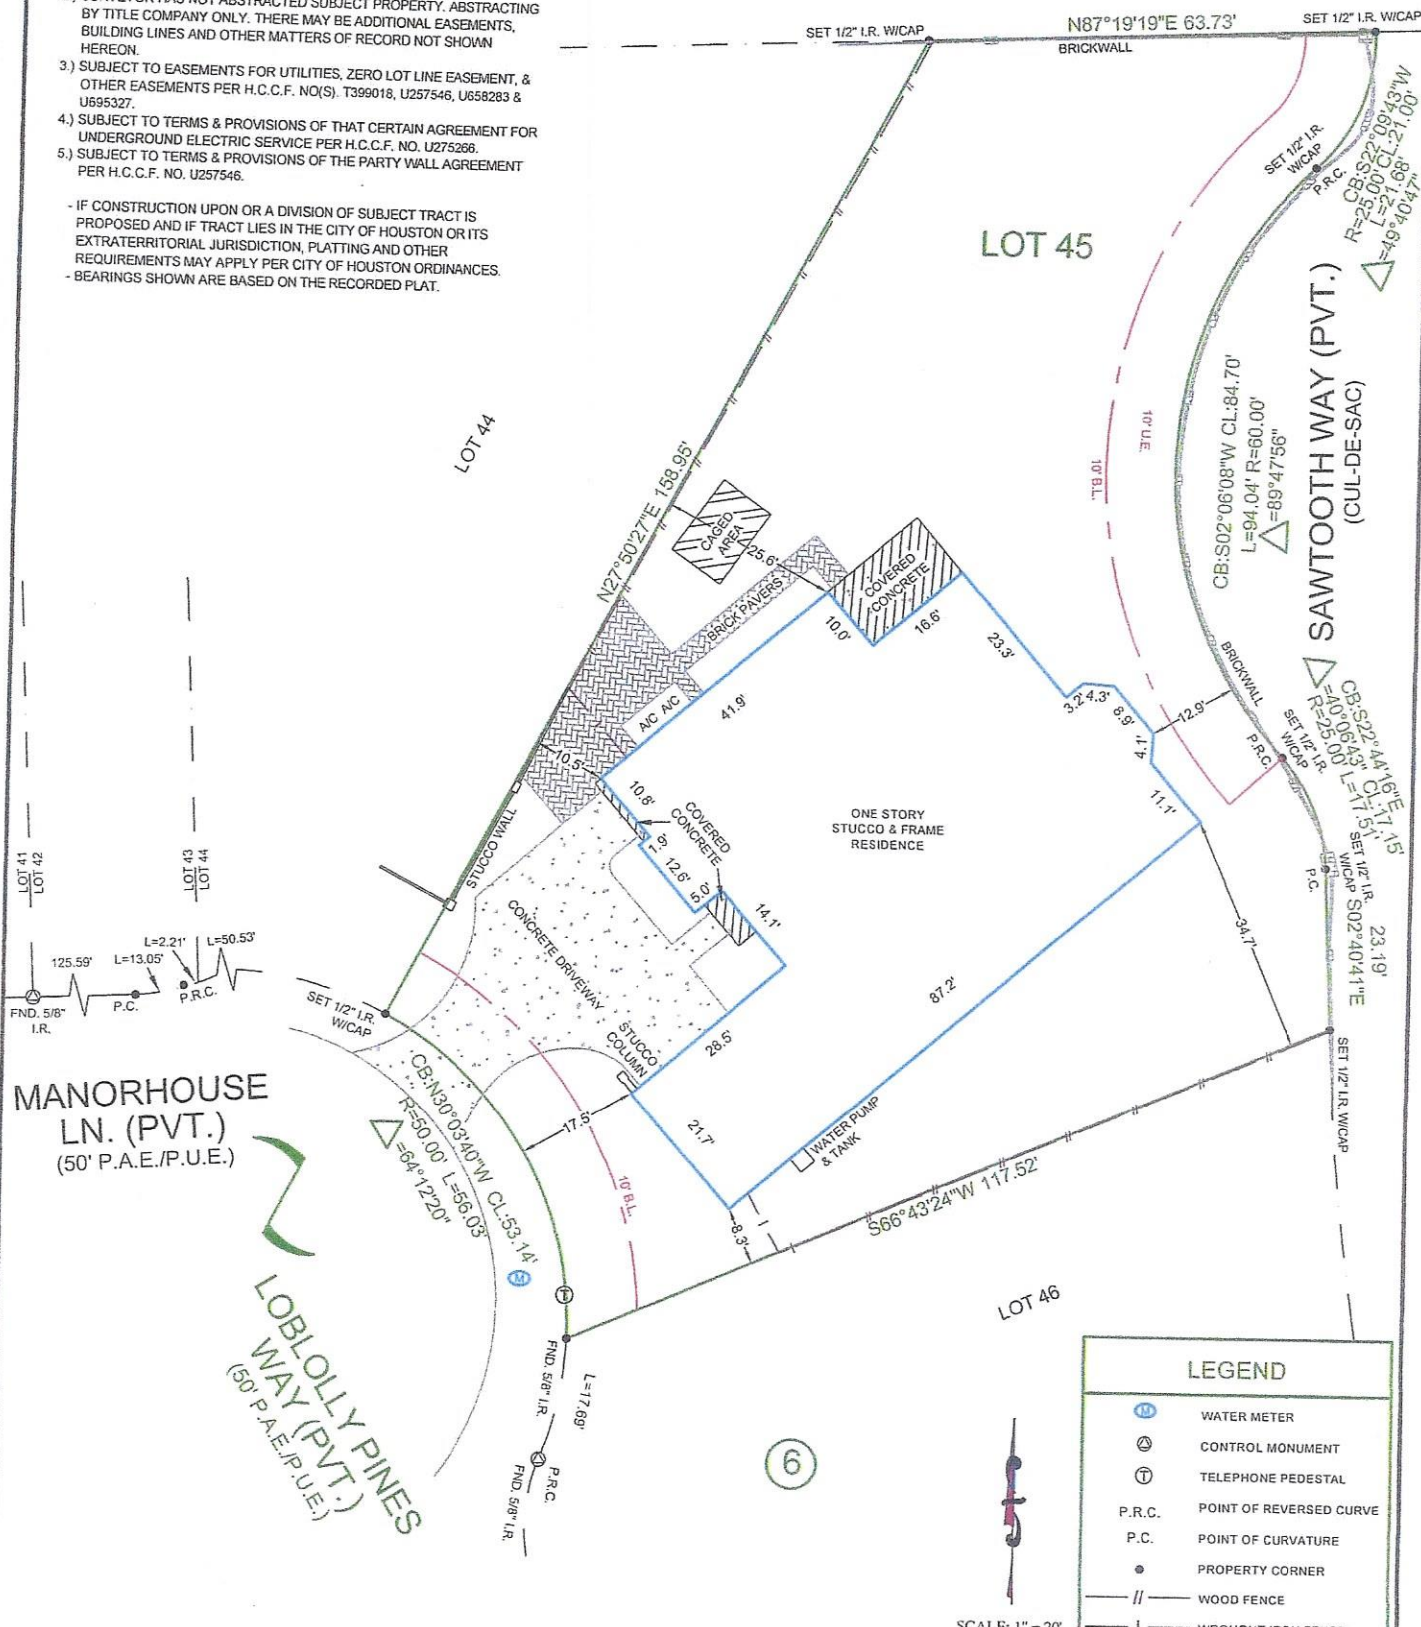 SURVEYOR HAS NOT ABSTRACTED SUBJECT PROPERTY. ABSTRACTING
BY TITLE COMPANY ONLY. THERE MAY BE ADDITIONAL EASEMENTS,
BUILDING LINES AND OTHER MATTERS OF RECORD NOT SHOWN
HEREON.
3.) SUBJECT TO EASEMENTS FOR UTILITIES, ZERO LOT LINE EASEMENT, &
OTHER EASEMENTS PER H.C.C.F. NO(S). T399018, U257546, U658283 &
U695327.
4.) SUBJECT TO TERMS & PROVISIONS OF THAT CERTAIN AGREEMENT FOR
UNDERGROUND ELECTRIC SERVICE PER H.C.C.F. NO. U275266.
5.) SUBJECT TO TERMS & PROVISIONS OF THE PARTY WALL AGREEMENT
PER H.C.C.F. NO. U257546.
- IF CONSTRUCTION UPON OR A DIVISION OF SUBJECT TRACT IS
PROPOSED AND IF TRACT LIES IN THE CITY OF HOUSTON OR ITS
EXTRATERRITORIAL JURISDICTION, PLATTING AND OTHER
REQUIREMENTS MAY APPLY PER CITY OF HOUSTON ORDINANCES.
- BEARINGS SHOWN ARE BASED ON THE RECORDED PLAT.
SET 1/2" I.R. W/CAP
N87°19'19"E 63.73'
BRICKWALL
SET 1/2" I.R. W/CAP
SET 1/2" I.R.
W/CAP
P.R.C.
CB:S22°09'43"W
R=25.00' CL:21.00'
L=21.68'
△=49°40'47"
LOT 45
LOT 44
10' U.E.
10' B.L.
CB:S02°06'08"W CL:84.70'
L=94.04' R=60.00'
△=89°47'56"
SAWTOOTH WAY (PVT.)
(CUL-DE-SAC)
N27°50'27"E 158.95'
CAGED
AREA
25.6'
BRICK PAVERS
COVERED
CONCRETE
10.0'
16.6'
23.3'
3.2'
4.3'
8.9'
4.1'
12.9'
11.1'
BRICKWALL
P.R.C.
SET 1/2" I.R.
W/CAP
CB:S22°44'16"E
△=40°06'43" CL:17.15'
R=25.00' L=17.51'
SET 1/2" I.R.
W/CAP
P.C.
23.19'
S02°40'41"E
A/C A/C
41.9'
10.5'
10.8'
COVERED
CONCRETE
1.9'
12.6'
5.0'
14.1'
ONE STORY
STUCCO & FRAME
RESIDENCE
34.7'
87.2'
STUCCO WALL
CONCRETE DRIVEWAY
STUCCO
COLUMN
28.5'
LOT 41
LOT 42
LOT 43
LOT 44
125.59'
L=13.05'
L=2.21'
L=50.53'
FND. 5/8"
I.R.
P.C.
P.R.C.
SET 1/2" I.R.
W/CAP
MANORHOUSE
LN. (PVT.)
(50' P.A.E./P.U.E.)
CB:N30°03'40"W CL:53.14'
R=50.00' L=56.03'
△=64°12'20"
17.5'
21.7'
10' B.L.
WATER PUMP
& TANK
8.3'
S66°43'24"W 117.52'
SET 1/2" I.R. W/CAP
M
T
LOT 46
LOBLOLLY PINES
WAY (PVT.)
(50' P.A.E./P.U.E.)
FND. 5/8" I.R.
L=17.69'
P.R.C.
FND. 5/8" I.R.
6
LEGEND
M WATER METER
CONTROL MONUMENT
T TELEPHONE PEDESTAL
P.R.C. POINT OF REVERSED CURVE
P.C. POINT OF CURVATURE
PROPERTY CORNER
// WOOD FENCE
SCALE: 1" = 20'